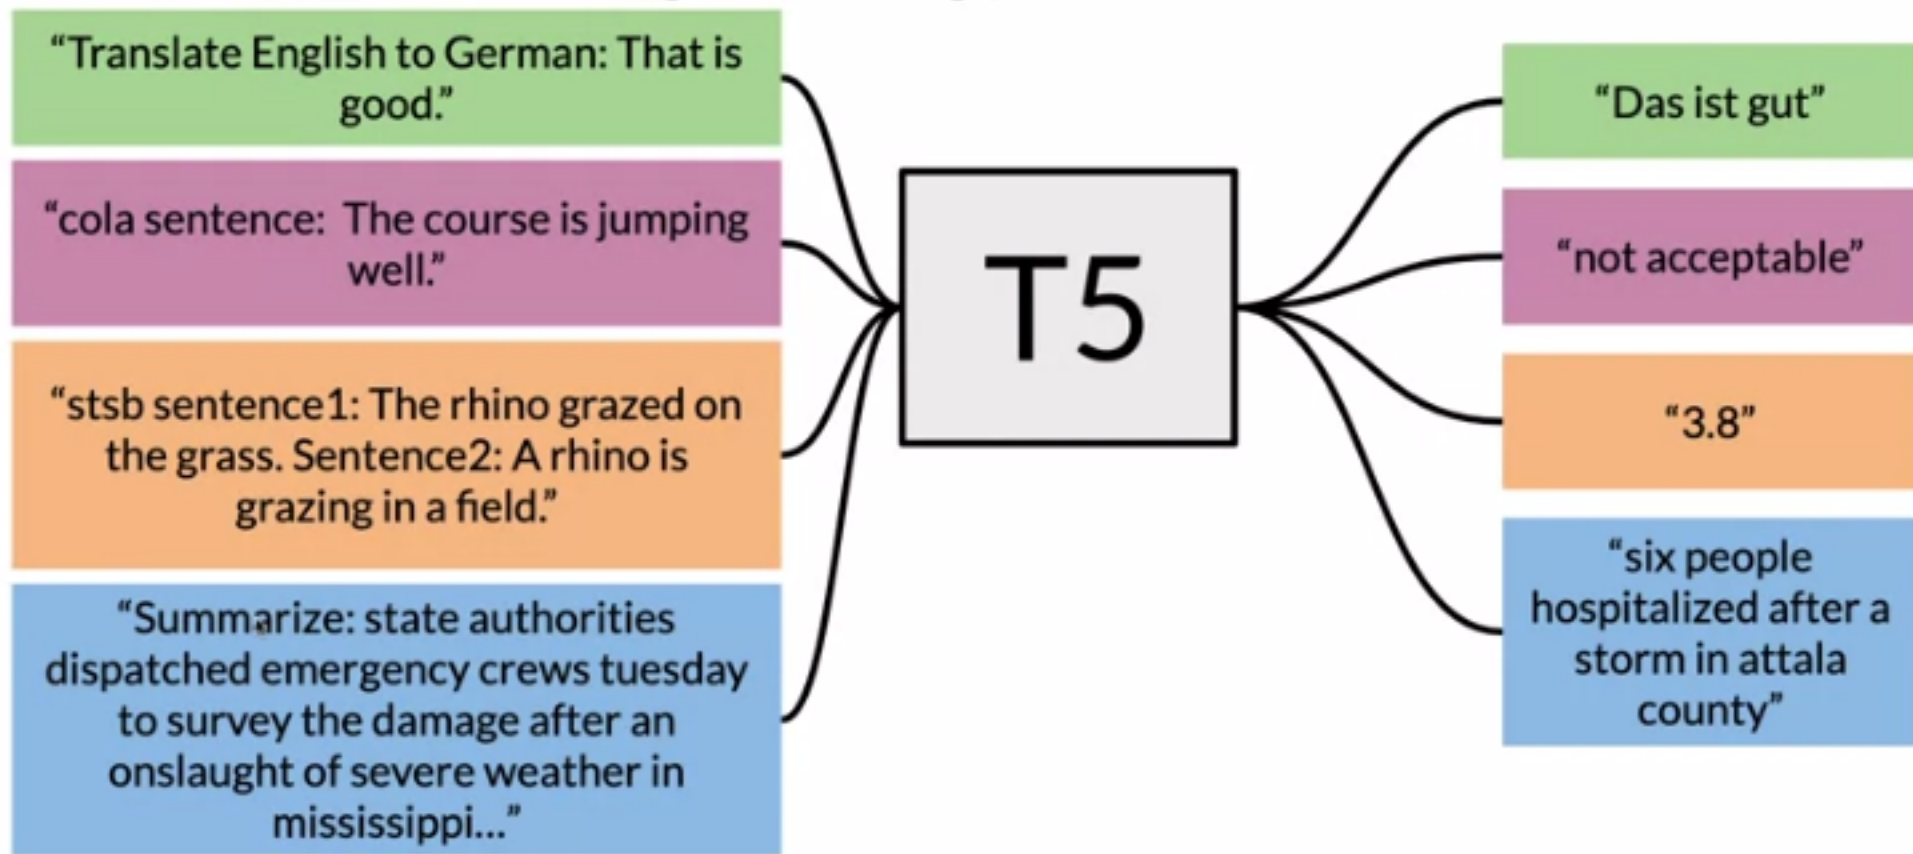 “Translate English to German: That is
good.”
“cola sentence: The course is jumping
well.”
“stsb sentence1: The rhino grazed on
the grass. Sentence2: A rhino is
grazing in a field.”
“Summarize: state authorities
dispatched emergency crews tuesday
to survey the damage after an
onslaught of severe weather in
mississippi...”
T5
“Das ist gut”
“not acceptable”
“3.8”
“six people
hospitalized after a
storm in attala
county”